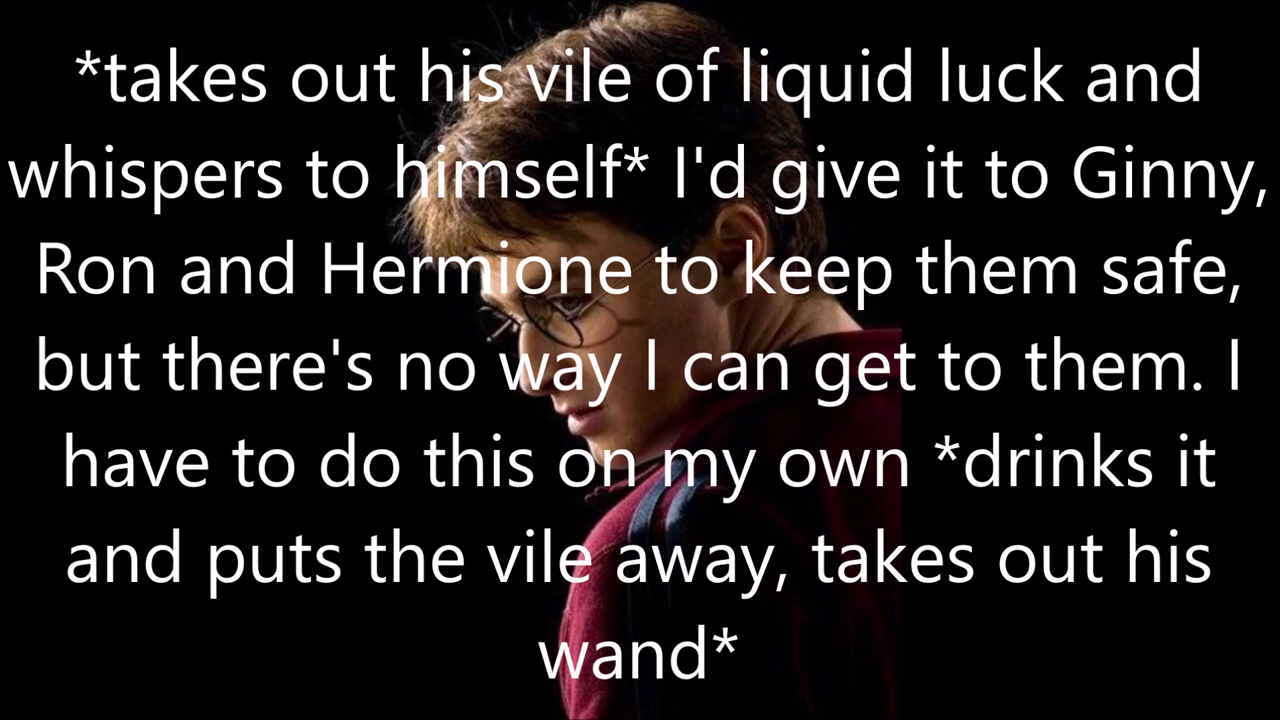 *takes out his vile of liquid luck and
whispers to himself* I'd give it to Ginny,
Ron and Hermione to keep them safe,
but there's no way I can get to them. I
have to do this on my own *drinks it
and puts the vile away, takes out his
wand*